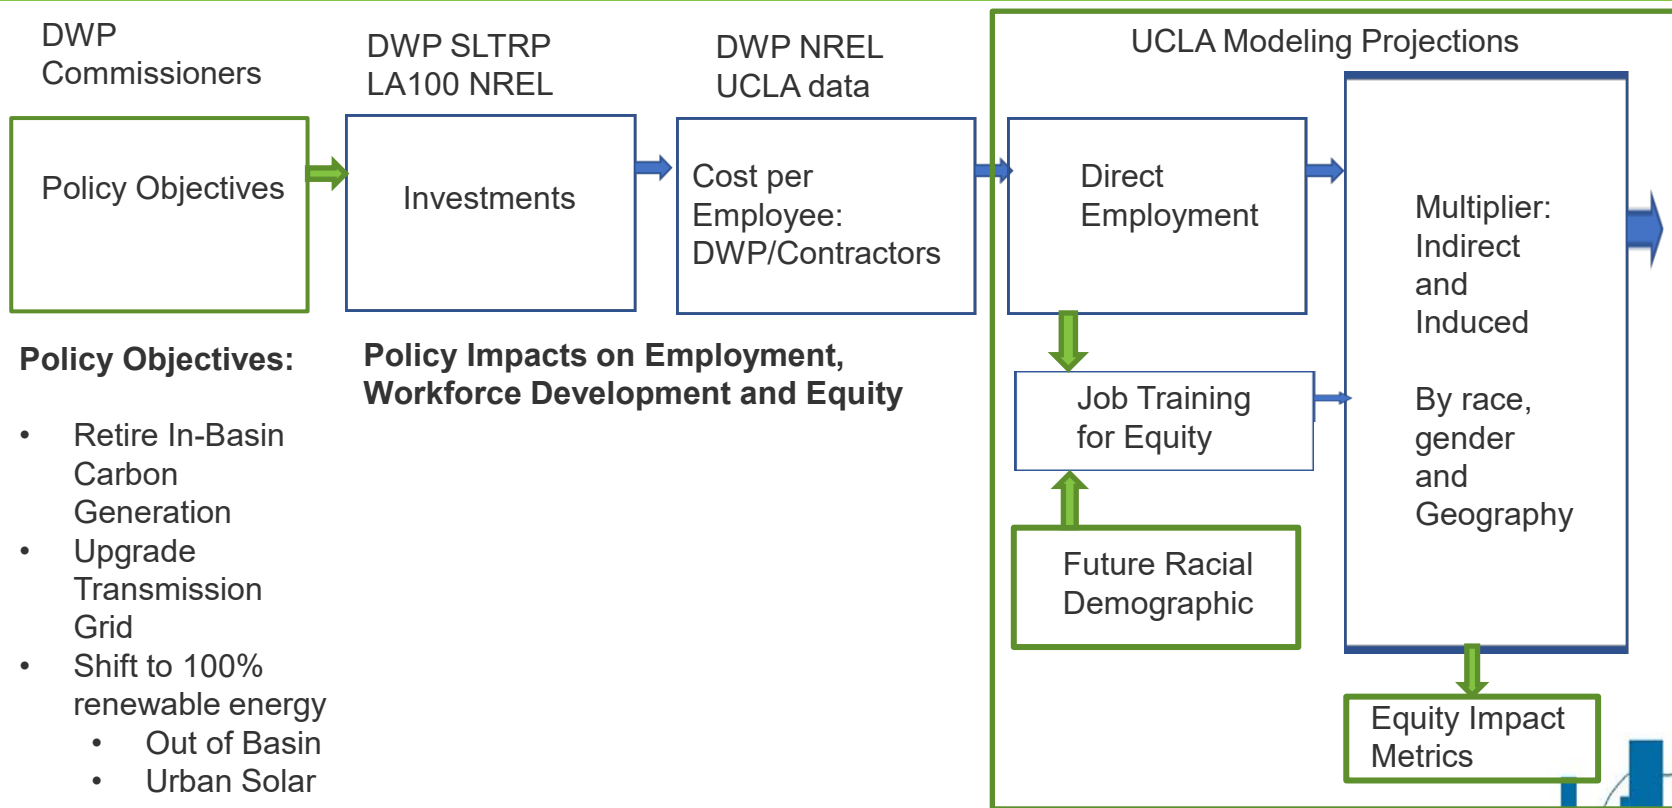 DWP
Commissioners
DWP SLTRP
LA100 NREL
DWP NREL
UCLA data
UCLA Modeling Projections
Policy Objectives
Investments
Cost per
Employee:
DWP/Contractors
Direct
Employment
Multiplier:
Indirect
and
Induced
By race,
gender
and
Geography
Job Training
for Equity
Future Racial
Demographic
Equity Impact
Metrics
Policy Objectives:
• Retire In-Basin
Carbon
Generation
• Upgrade
Transmission
Grid
• Shift to 100%
renewable energy
• Out of Basin
• Urban Solar
Policy Impacts on Employment,
Workforce Development and Equity